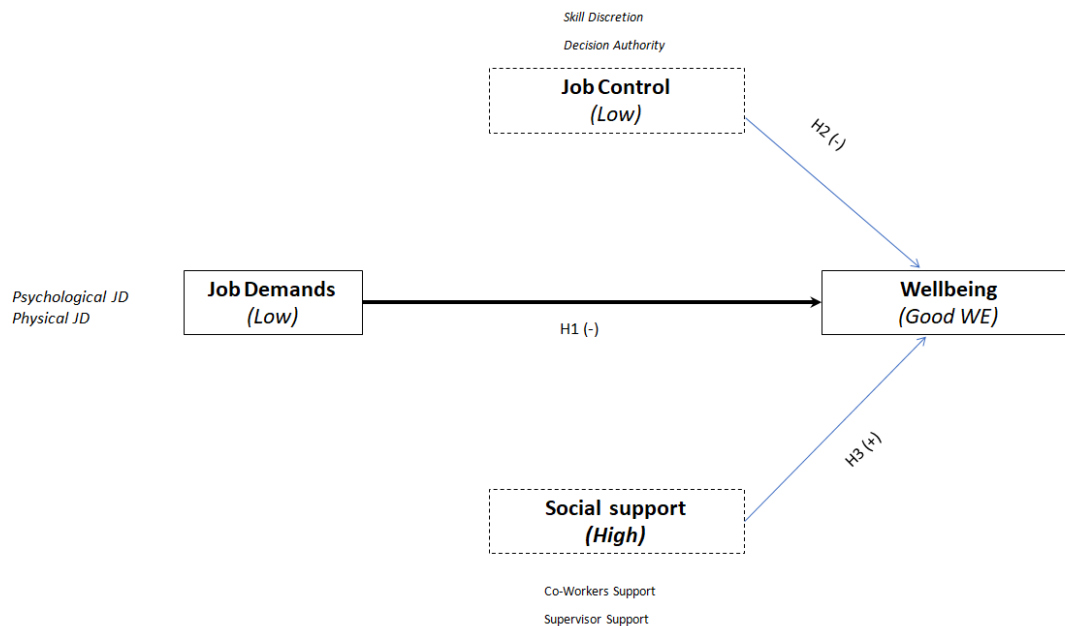 Skill Discretion
Decision Authority
Job Control
(Low)
H2 (-)
Psychological JD
Physical JD
Job Demands
(Low)
H1 (-)
Wellbeing
(Good WE)
H3 (+)
Social support
(High)
Co-Workers Support
Supervisor Support